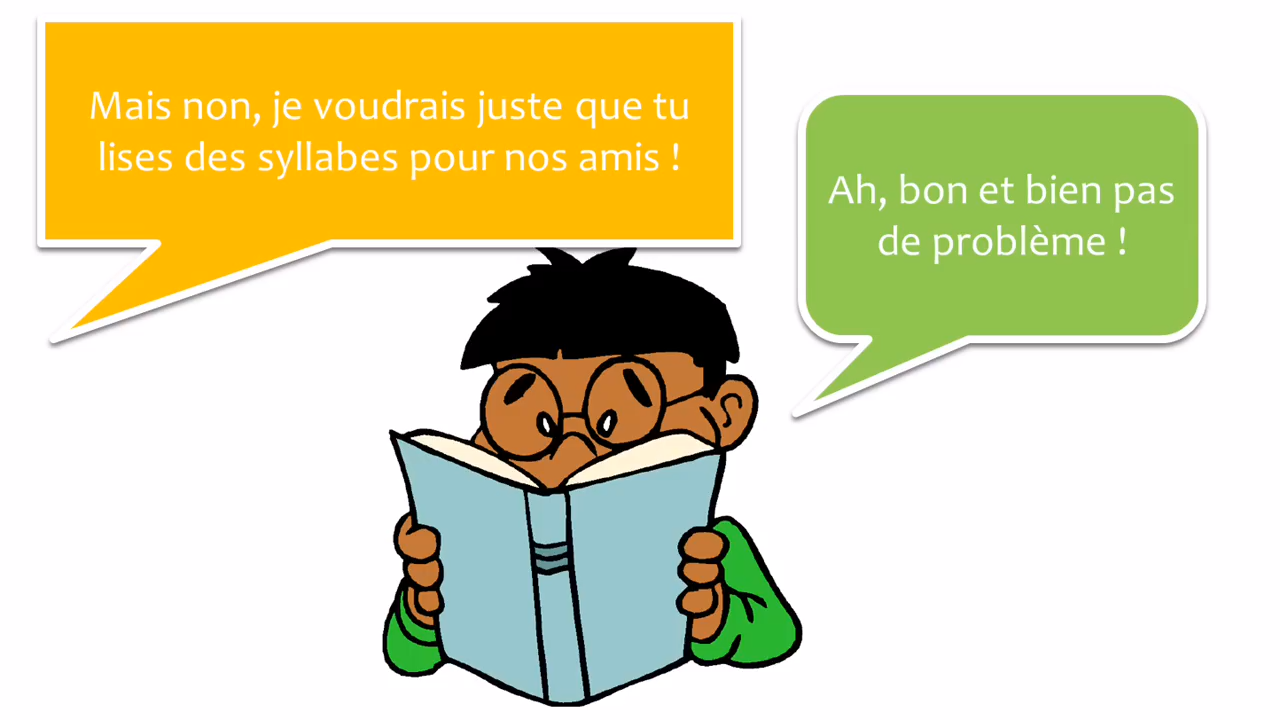 Mais non, je voudrais juste que tu
lises des syllabes pour nos amis !
Ah, bon et bien pas
de problème !